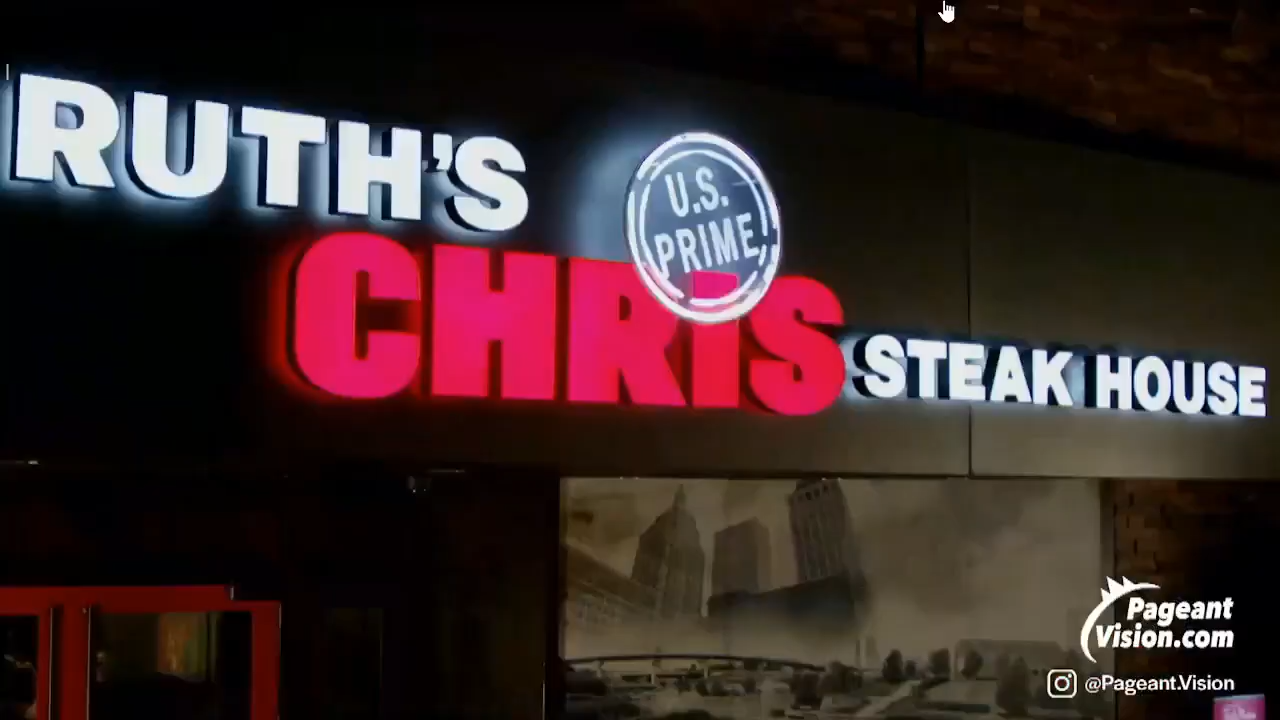 RUTH'S
U.S.
PRIME
CHRiS
STEAK HOUSE
Pageant
Vision.com
@Pageant.Vision